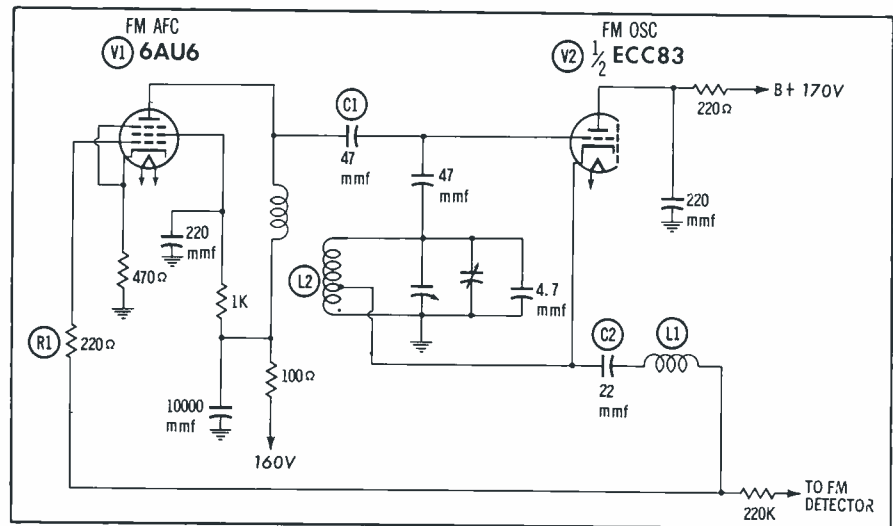 FM AFC
V1 6AU6
FM OSC
V2 ½ ECC83
B+ 170V
220Ω
C1
47
mmf
47
mmf
220
mmf
220
mmf
470Ω
1K
L2
4.7
mmf
R1
220Ω
C2
22
mmf
L1
100Ω
10000
mmf
160V
220K
TO FM
DETECTOR